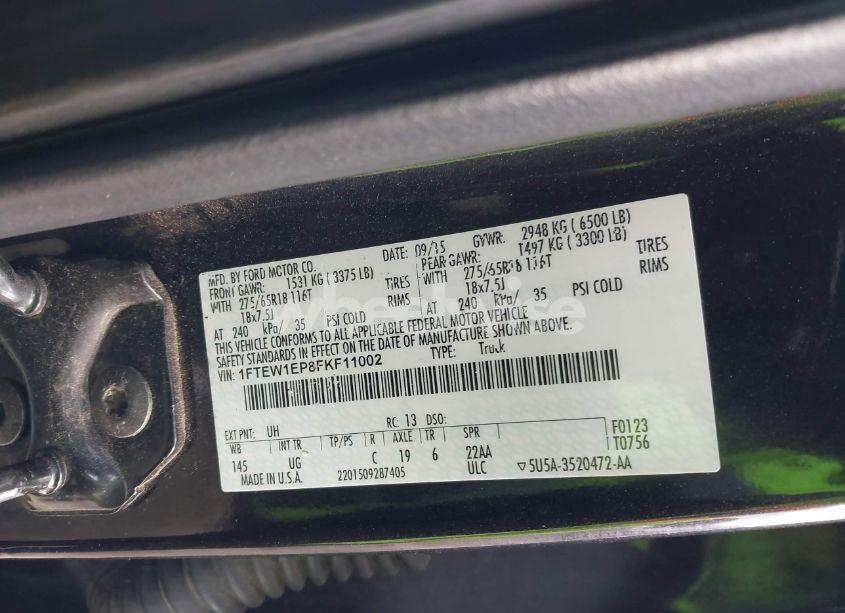 MFD. BY FORD MOTOR CO.
DATE: 09/15 GVWR: 2948 KG ( 6500 LB)
FRONT GAWR: 1531 KG ( 3375 LB) REAR GAWR: 1497 KG ( 3300 LB)
WITH 275/65R18 116T TIRES WITH 275/65R18 116T TIRES
18x7.5J RIMS 18x7.5J RIMS
AT 240 kPa/ 35 PSI COLD AT 240 kPa/ 35 PSI COLD
THIS VEHICLE CONFORMS TO ALL APPLICABLE FEDERAL MOTOR VEHICLE
SAFETY STANDARDS IN EFFECT ON THE DATE OF MANUFACTURE SHOWN ABOVE.
VIN: 1FTEW1EP8FKF11002 TYPE: Truck
EXT PNT: UH RC: 13 DSO: F0123
WB INT TR TP/PS R AXLE TR SPR T0756
145 UG C 19 6 22AA
MADE IN U.S.A. 2201509287405 ULC ▽5U5A-3520472-AA